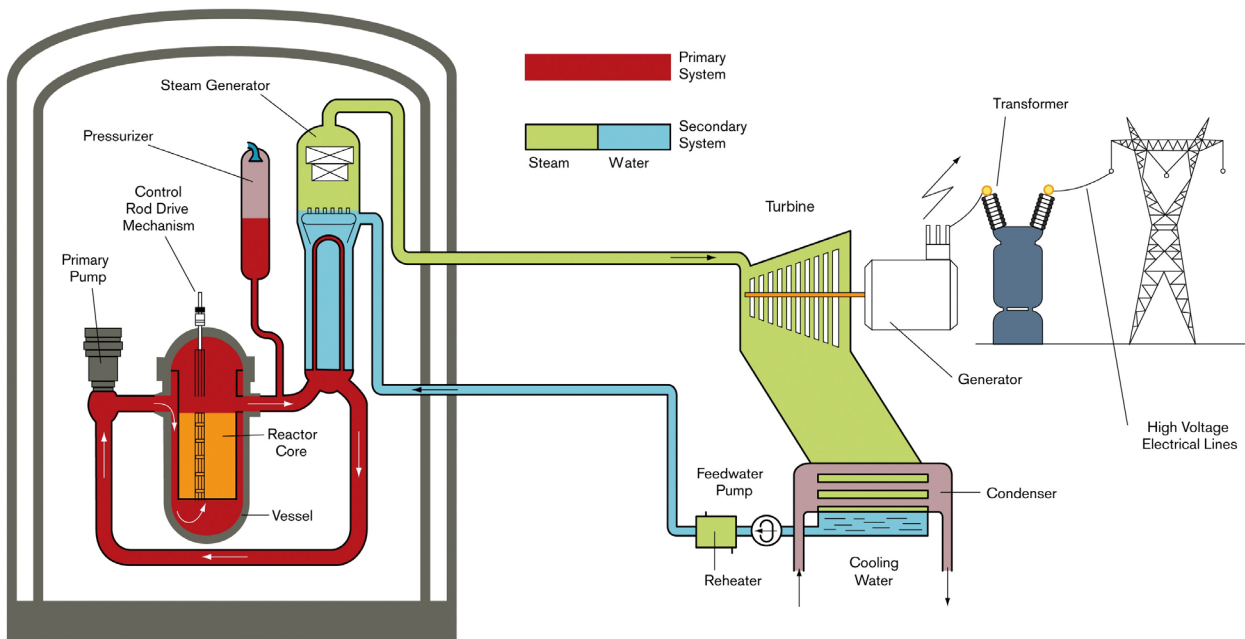 Primary
System
Steam Generator
Transformer
Pressurizer
Secondary
System
Steam
Water
Control
Rod Drive
Mechanism
Turbine
Primary
Pump
Generator
High Voltage
Electrical Lines
Reactor
Core
Feedwater
Pump
Condenser
Vessel
Cooling
Water
Reheater